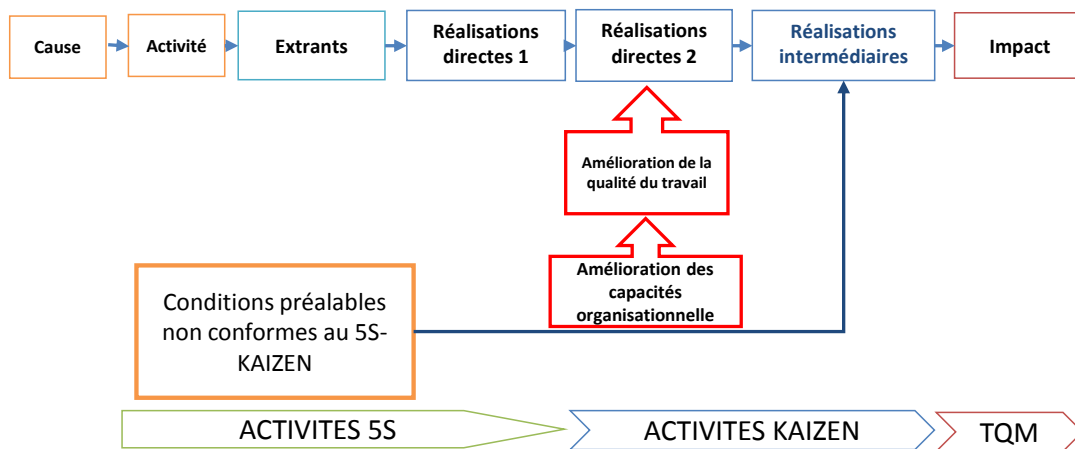 Cause
Activité
Extrants
Réalisations
directes 1
Réalisations
directes 2
Réalisations
intermédiaires
Impact
Amélioration de la
qualité du travail
Amélioration des
capacités
organisationnelle
Conditions préalables
non conformes au 5S-
KAIZEN
ACTIVITES 5S
ACTIVITES KAIZEN
TQM